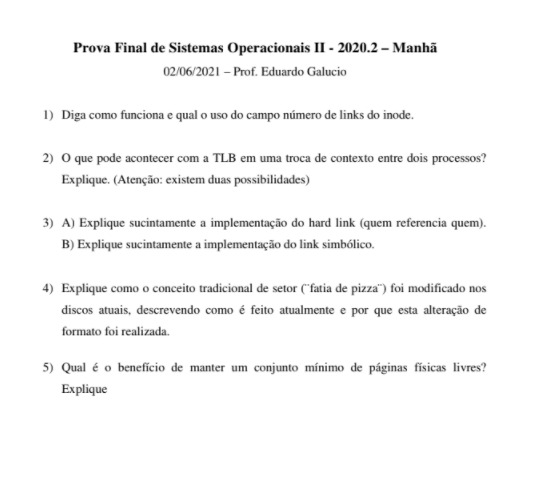 Prova Final de Sistemas Operacionais II - 2020.2 – Manhã
02/06/2021 – Prof. Eduardo Galucio
1) Diga como funciona e qual o uso do campo número de links do inode.
2) O que pode acontecer com a TLB em uma troca de contexto entre dois processos?
Explique. (Atenção: existem duas possibilidades)
3) A) Explique sucintamente a implementação do hard link (quem referencia quem).
B) Explique sucintamente a implementação do link simbólico.
4) Explique como o conceito tradicional de setor (¨fatia de pizza¨) foi modificado nos
discos atuais, descrevendo como é feito atualmente e por que esta alteração de
formato foi realizada.
5) Qual é o benefício de manter um conjunto mínimo de páginas físicas livres?
Explique